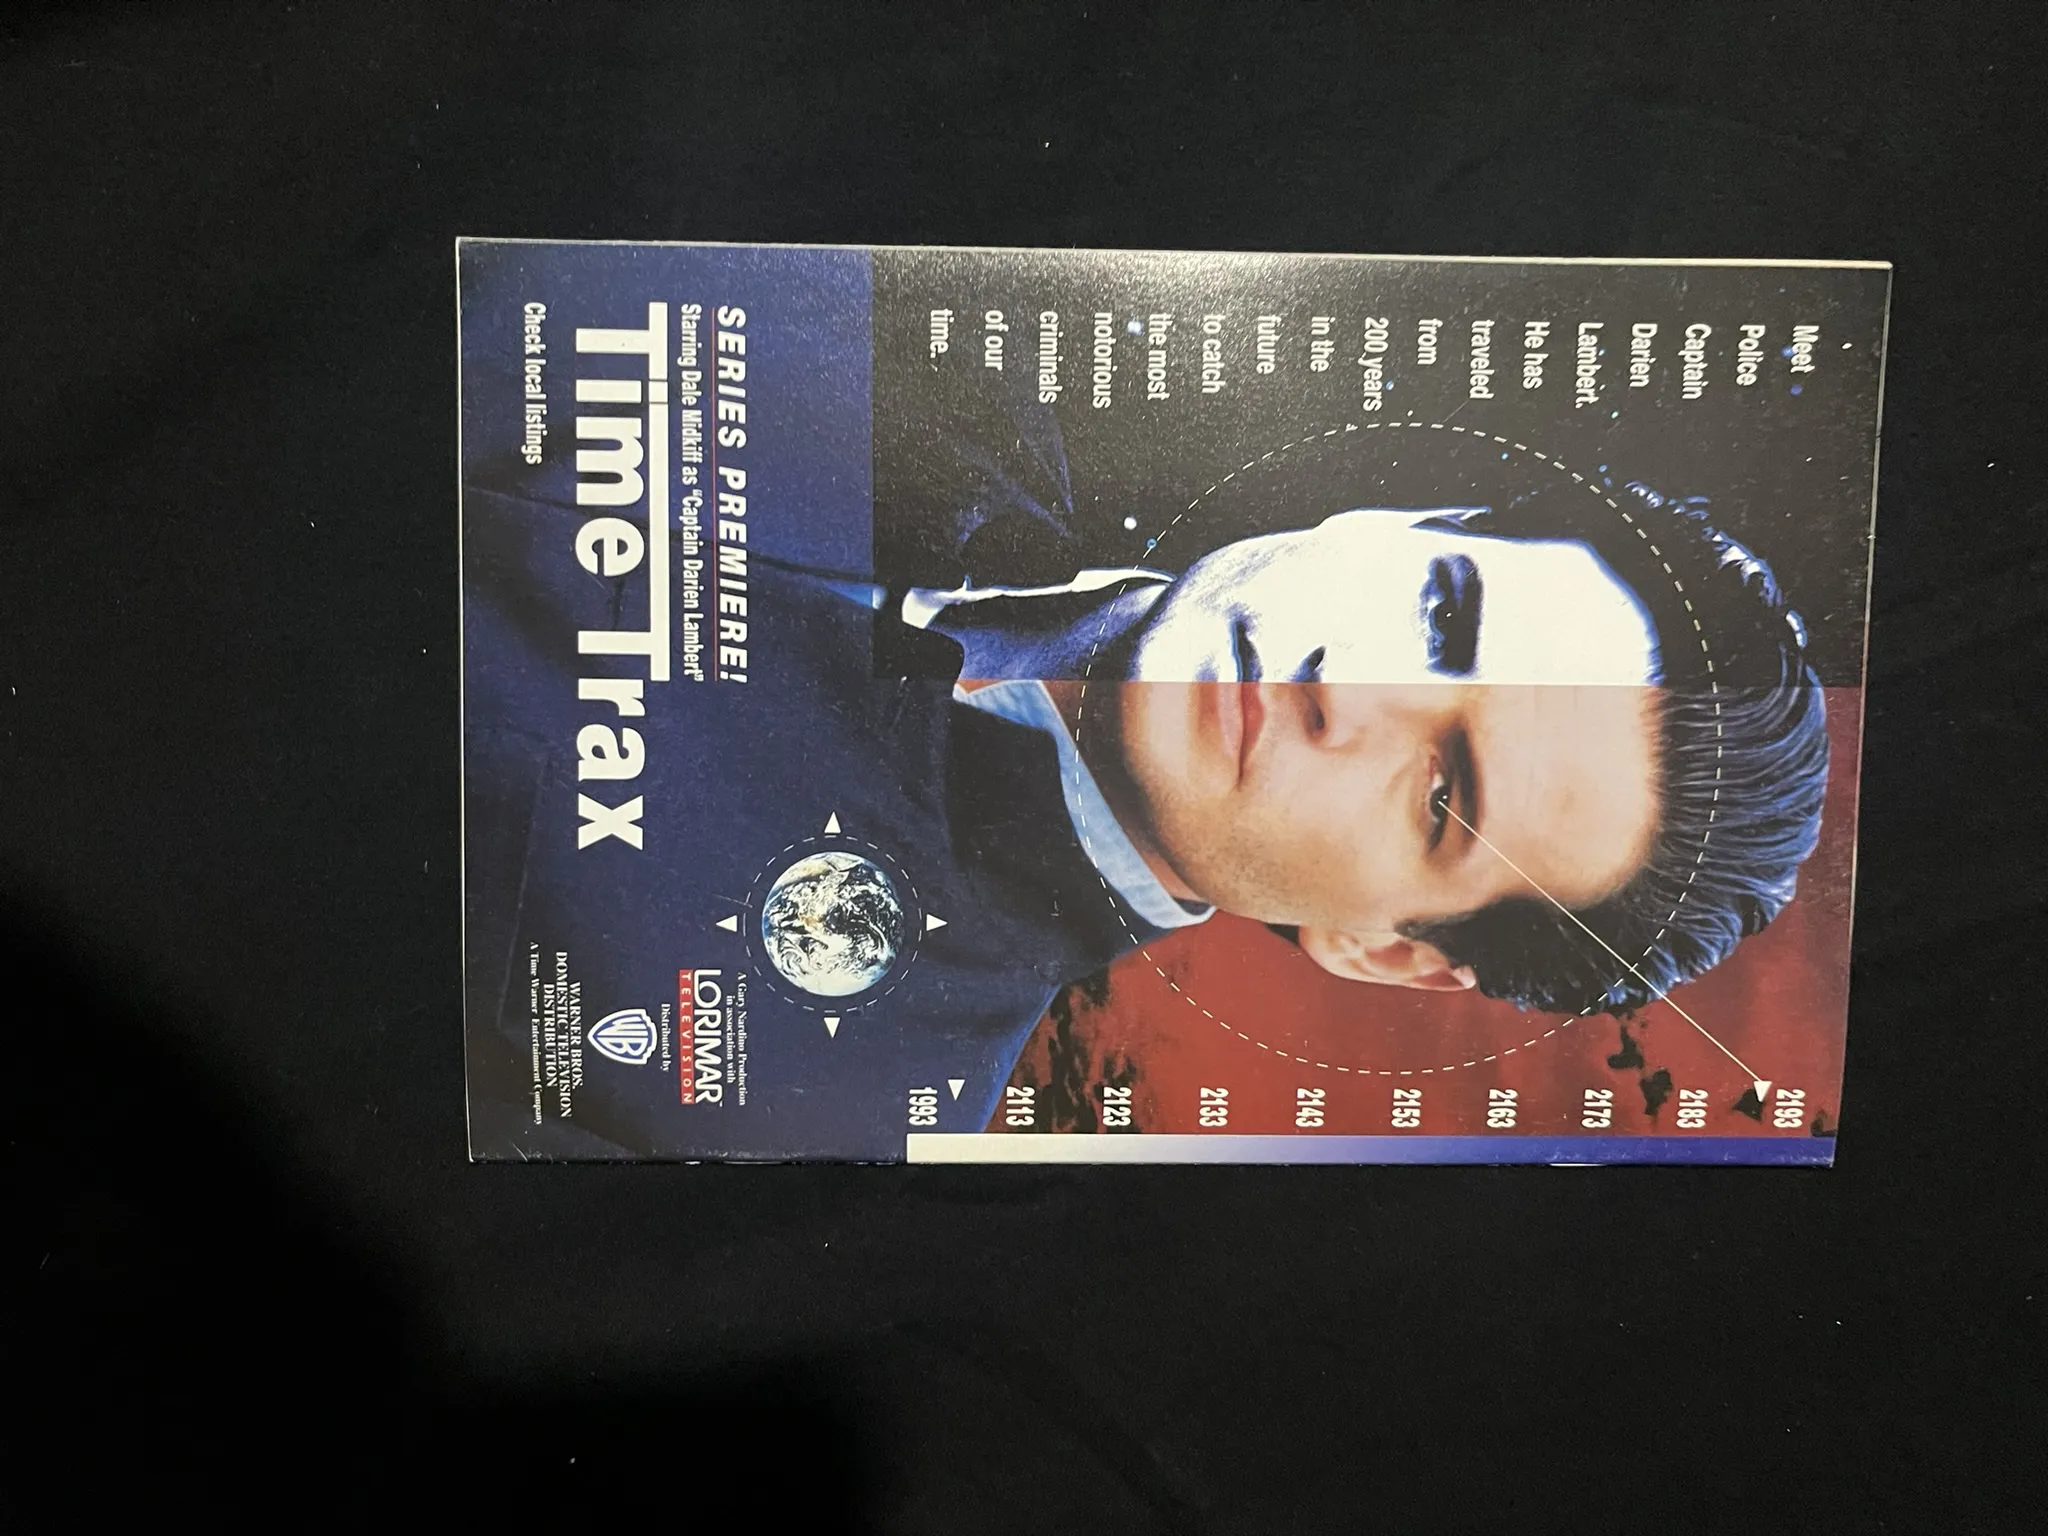 Meet
Police
Captain
Darien
Lambert.
He has
traveled
from
200 years
in the
future
to catch
the most
notorious
criminals
of our
time.
2193
2183
2173
2163
2153
2143
2133
2123
2113
1993
SERIES PREMIERE!
Starring Dale Midkiff as "Captain Darien Lambert"
Time Trax
Check local listings
A Gary Nardino Production
in association with
LORIMAR™
TELEVISION
Distributed by
WB
WARNER BROS.
DOMESTIC TELEVISION
DISTRIBUTION
A Time Warner Entertainment Company